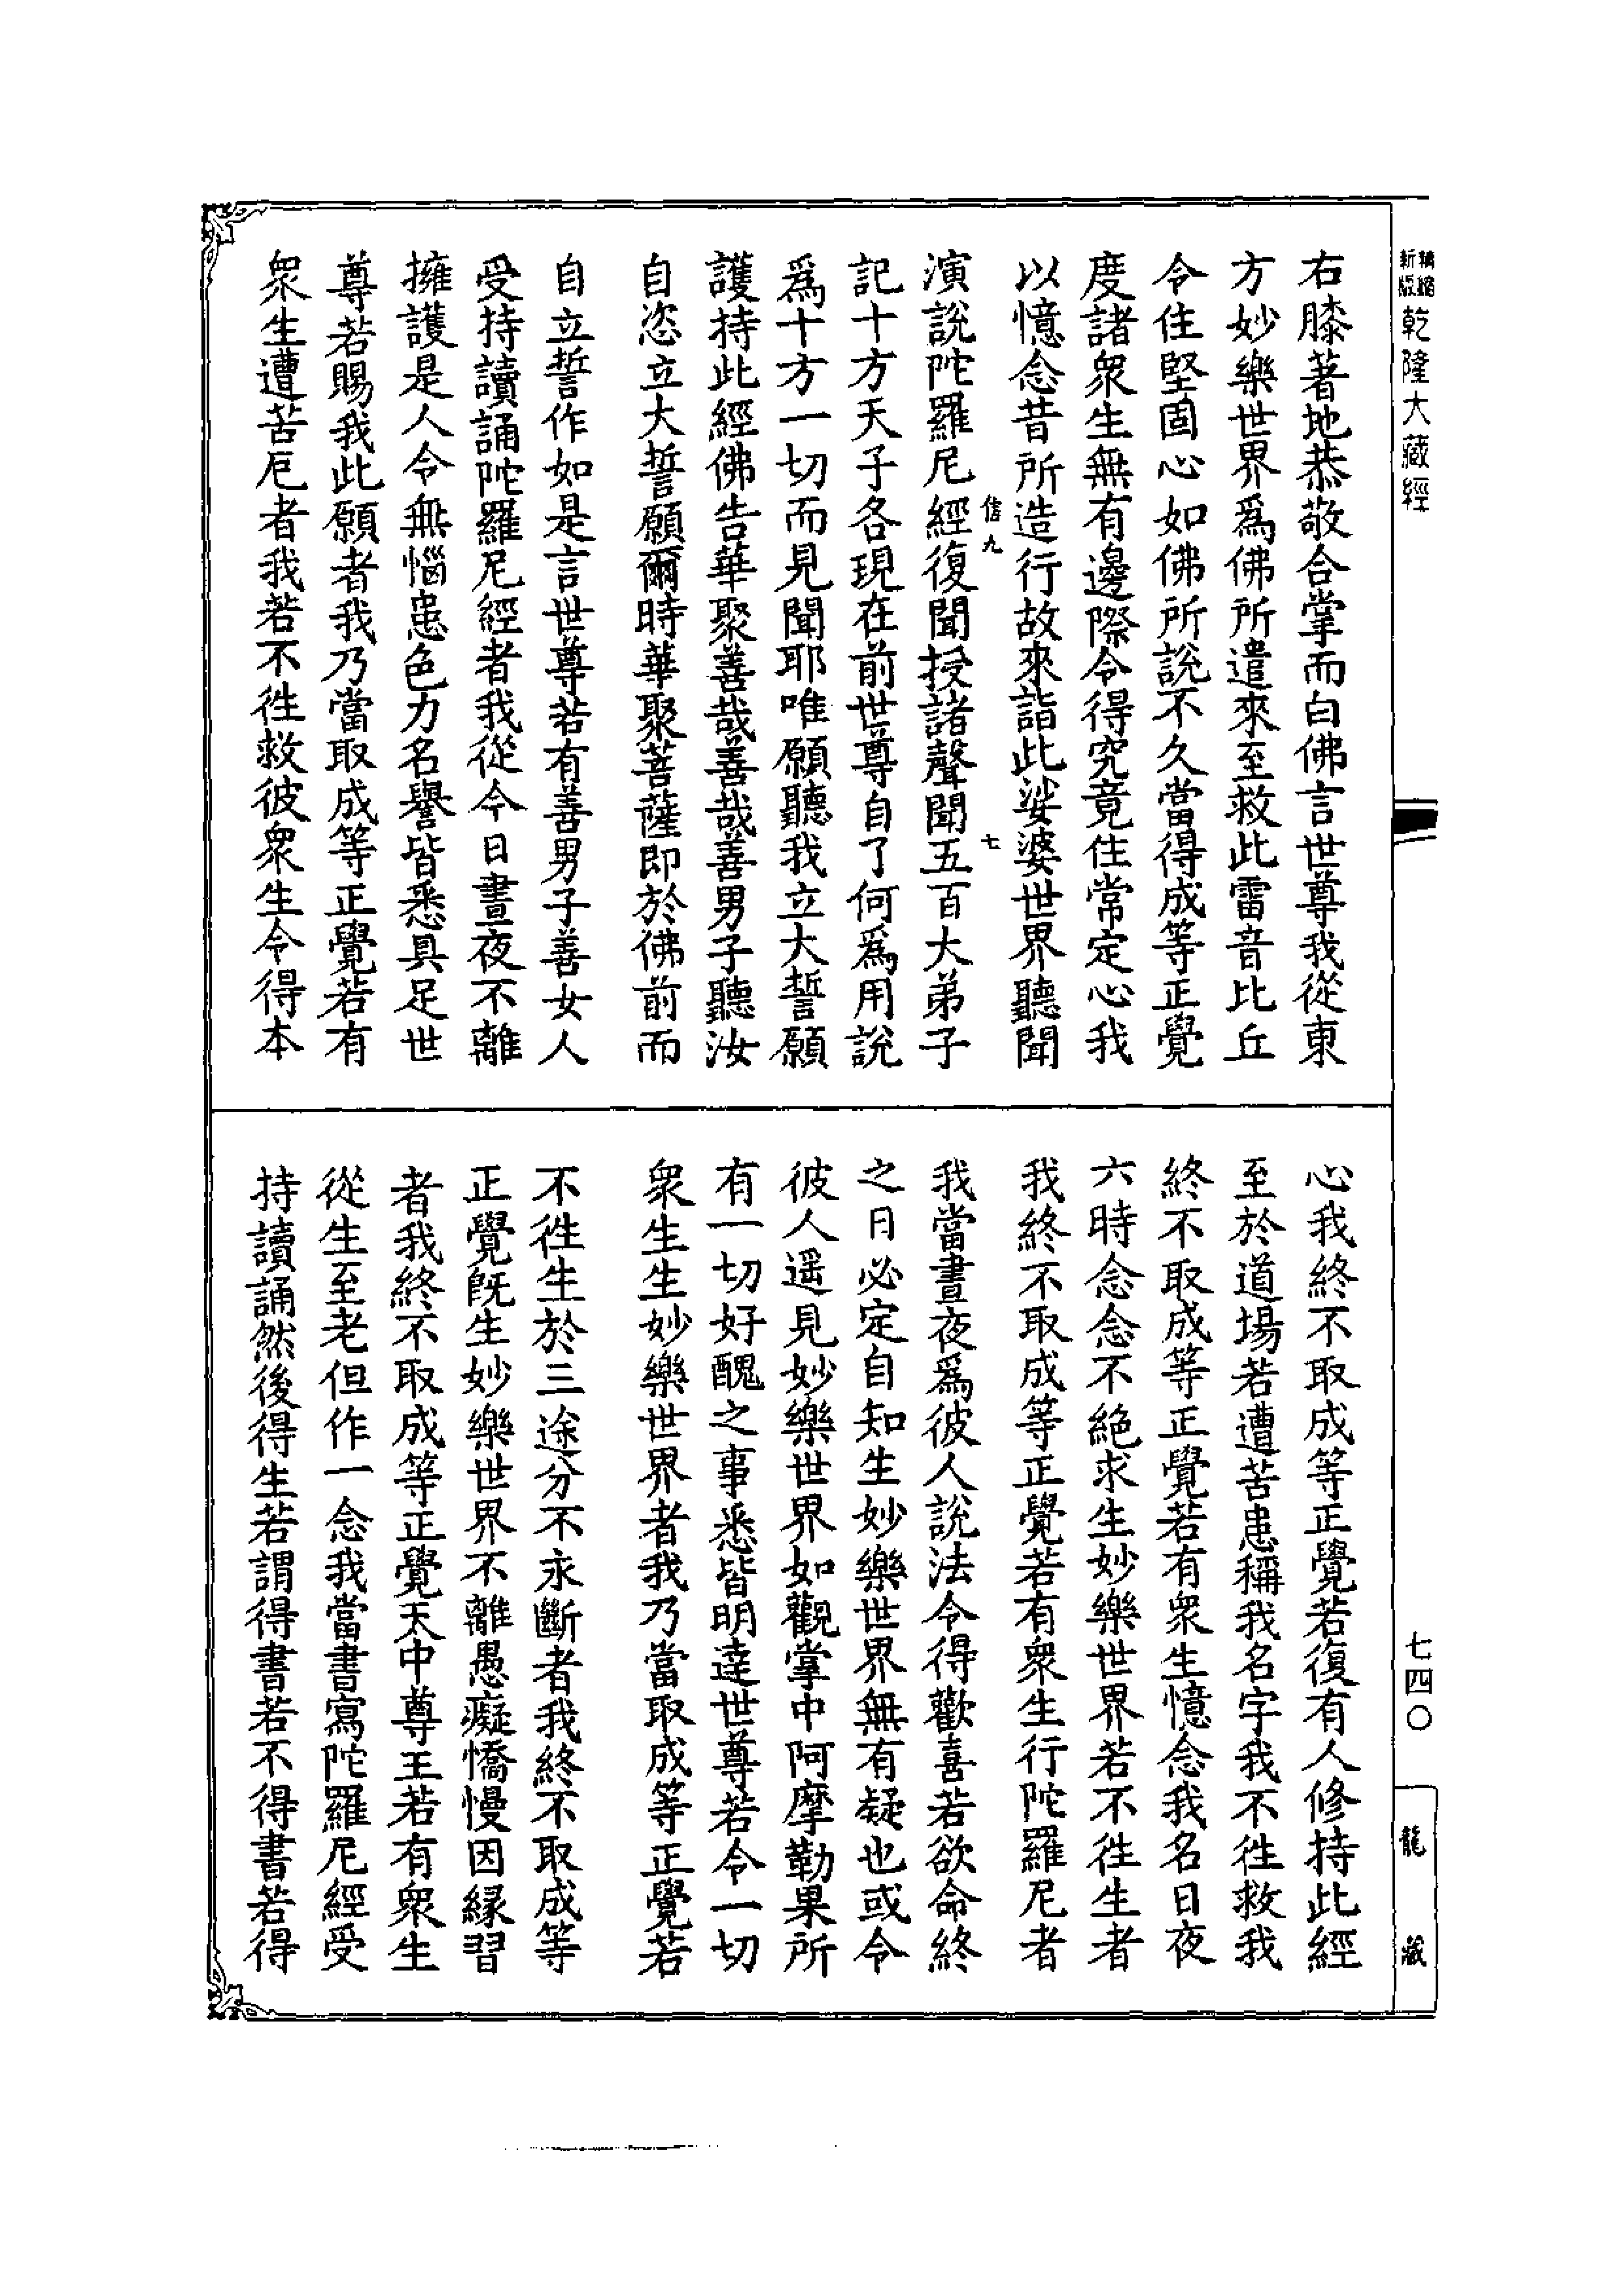 精縮新版乾隆大藏經
右膝著地恭敬合掌而白佛言世尊我從東
方妙樂世界爲佛所遣來至救此雷音比丘
令住堅固心如佛所說不久當得成等正覺
度諸衆生無有邊際令得究竟住常定心我
以憶念昔所造行故來詣此娑婆世界聽聞
信九 七
演說陀羅尼經復聞授諸聲聞五百大弟子
記十方天子各現在前世尊自了何爲用說
爲十方一切而見聞耶唯願聽我立大誓願
護持此經佛告華聚善哉善哉善男子聽汝
自恣立大誓願爾時華聚菩薩即於佛前而
自立誓作如是言世尊若有善男子善女人
受持讀誦陀羅尼經者我從今日晝夜不離
擁護是人令無惱患色力名譽皆悉具足世
尊若賜我此願者我乃當取成等正覺若有
衆生遭苦厄者我若不徃救彼衆生令得本
心我終不取成等正覺若復有人修持此經
至於道場若遭苦患稱我名字我不徃救我
終不取成等正覺若有衆生憶念我名日夜
六時念念不絕求生妙樂世界若不徃生者
我終不取成等正覺若有衆生行陀羅尼者
我當晝夜爲彼人說法令得歡喜若欲命終
之日必定自知生妙樂世界無有疑也或令
彼人遥見妙樂世界如觀掌中阿摩勒果所
有一切好醜之事悉皆明達世尊若令一切
衆生生妙樂世界者我乃當取成等正覺若
不徃生於三途分不永斷者我終不取成等
正覺旣生妙樂世界不離愚癡憍慢因縁習
者我終不取成等正覺天中尊王若有衆生
從生至老但作一念我當書寫陀羅尼經受
持讀誦然後得生若謂得書若不得書若得
七四〇
龍藏